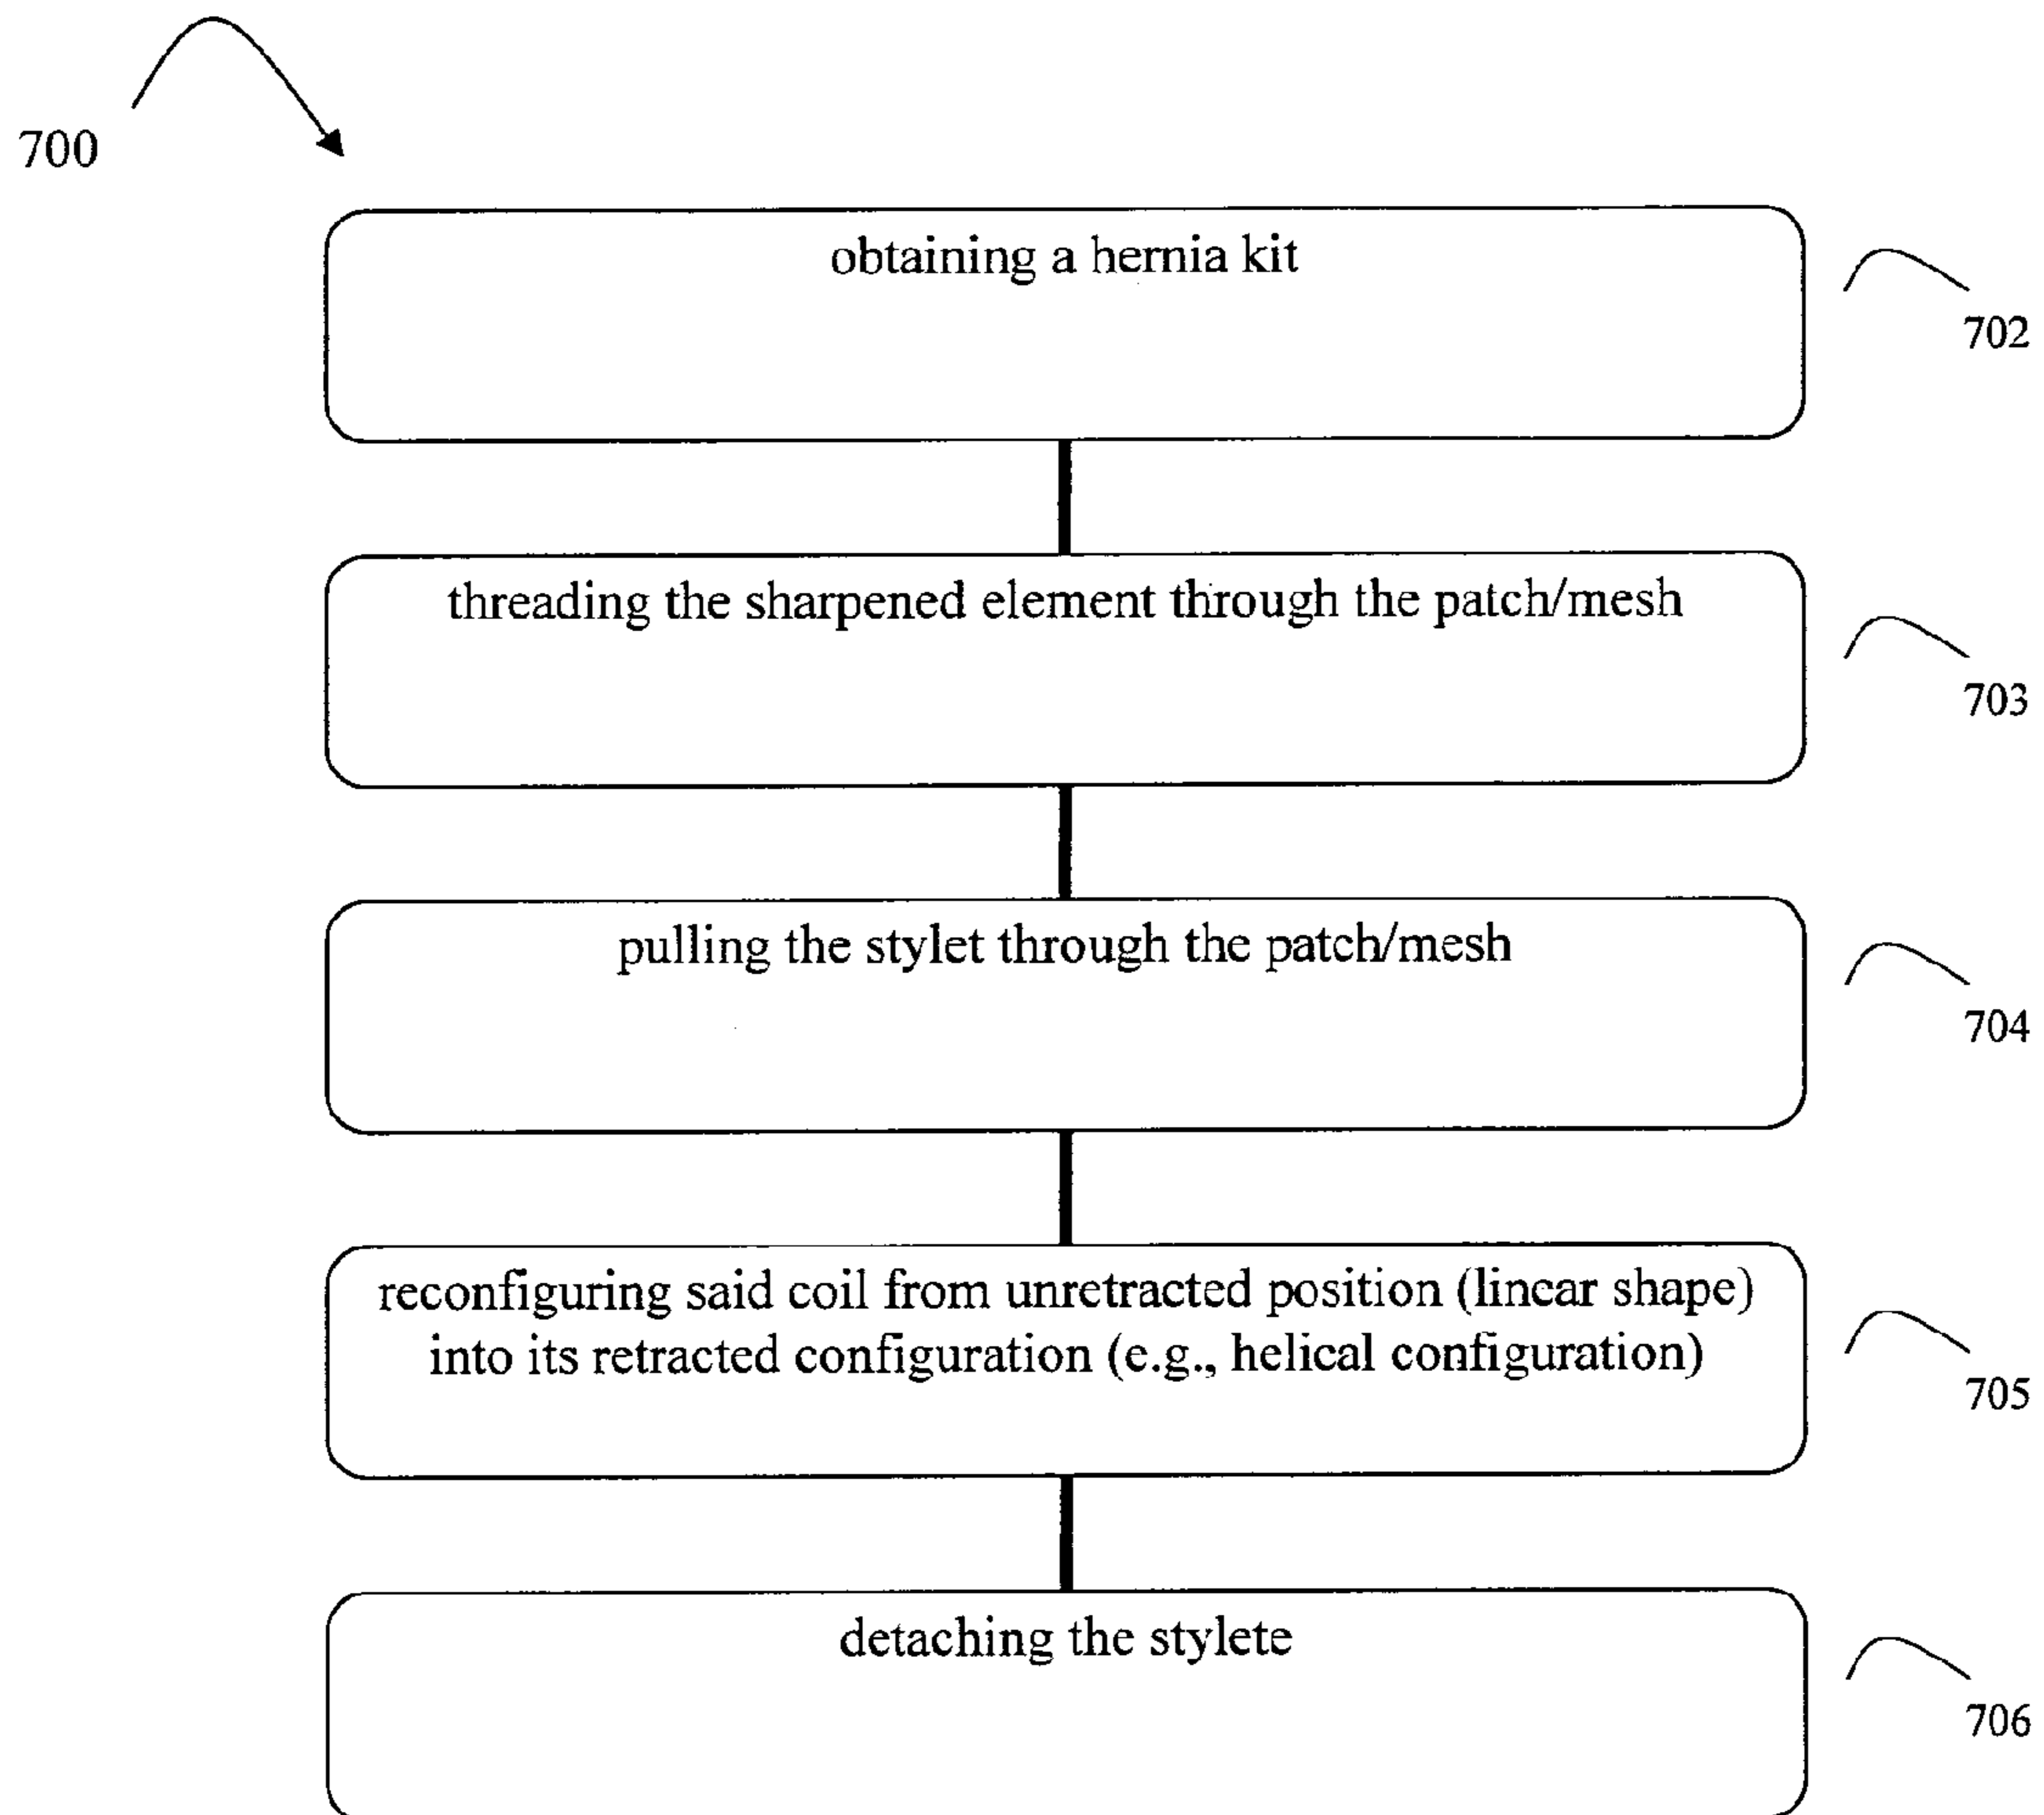 700
obtaining a hernia kit
702
threading the sharpened element through the patch/mesh
703
pulling the stylet through the patch/mesh
704
reconfiguring said coil from unretracted position (linear shape)
into its retracted configuration (e.g., helical configuration)
705
detaching the stylete
706